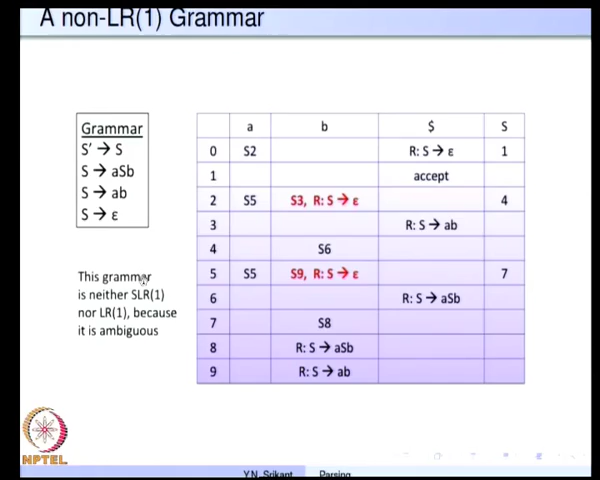 A non-LR(1) Grammar
Grammar
S' → S
S → aSb
S → ab
S → ε
This grammar
is neither SLR(1)
nor LR(1), because
it is ambiguous
a b $ S
0 S2 R: S → ε 1
1 accept
2 S5 S3, R: S → ε 4
3 R: S → ab
4 S6
5 S5 S9, R: S → ε 7
6 R: S → aSb
7 S8
8 R: S → aSb
9 R: S → ab
NPTEL
Y.N. Srikant Parsing